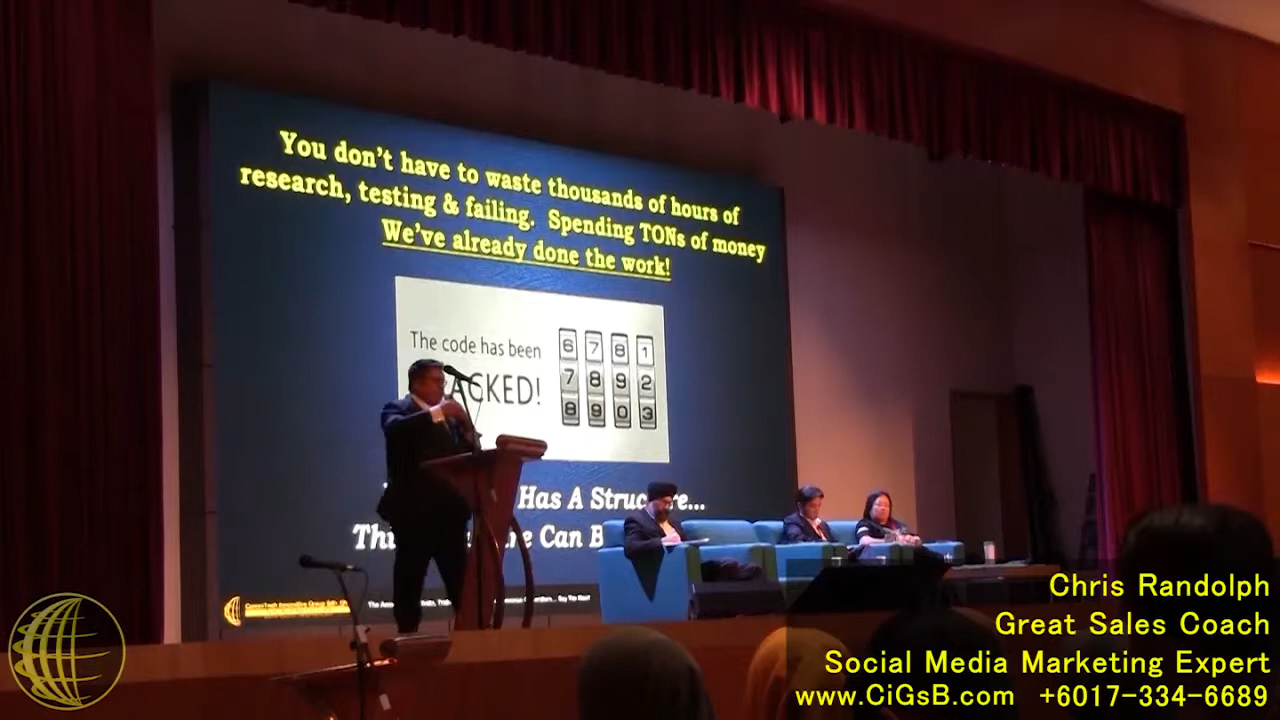 You don't have to waste thousands of hours of
research, testing & failing. Spending TONs of money
We've already done the work!
The code has been
ACKED!
6 7 8 1
7 8 9 2
8 9 0 3
Has A
Can B
Chris Randolph
Great Sales Coach
Social Media Marketing Expert
www.CiGsB.com +6017-334-6689